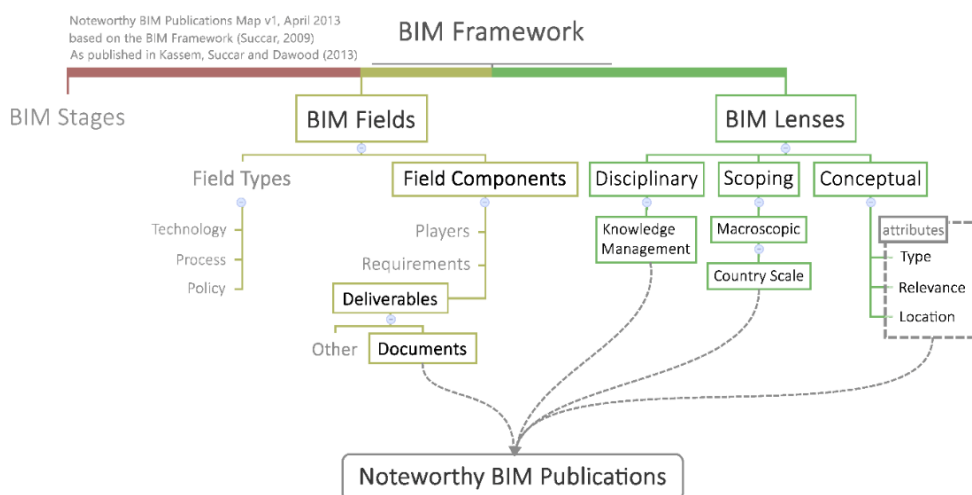 Noteworthy BIM Publications Map v1, April 2013
based on the BIM Framework (Succar, 2009)
As published in Kassem, Succar and Dawood (2013)
BIM Framework
BIM Stages
BIM Fields
BIM Lenses
Field Types
Field Components
Disciplinary
Scoping
Conceptual
Technology
Process
Policy
Players
Requirements
Deliverables
Other
Documents
Knowledge
Management
Macroscopic
Country Scale
attributes
Type
Relevance
Location
Noteworthy BIM Publications